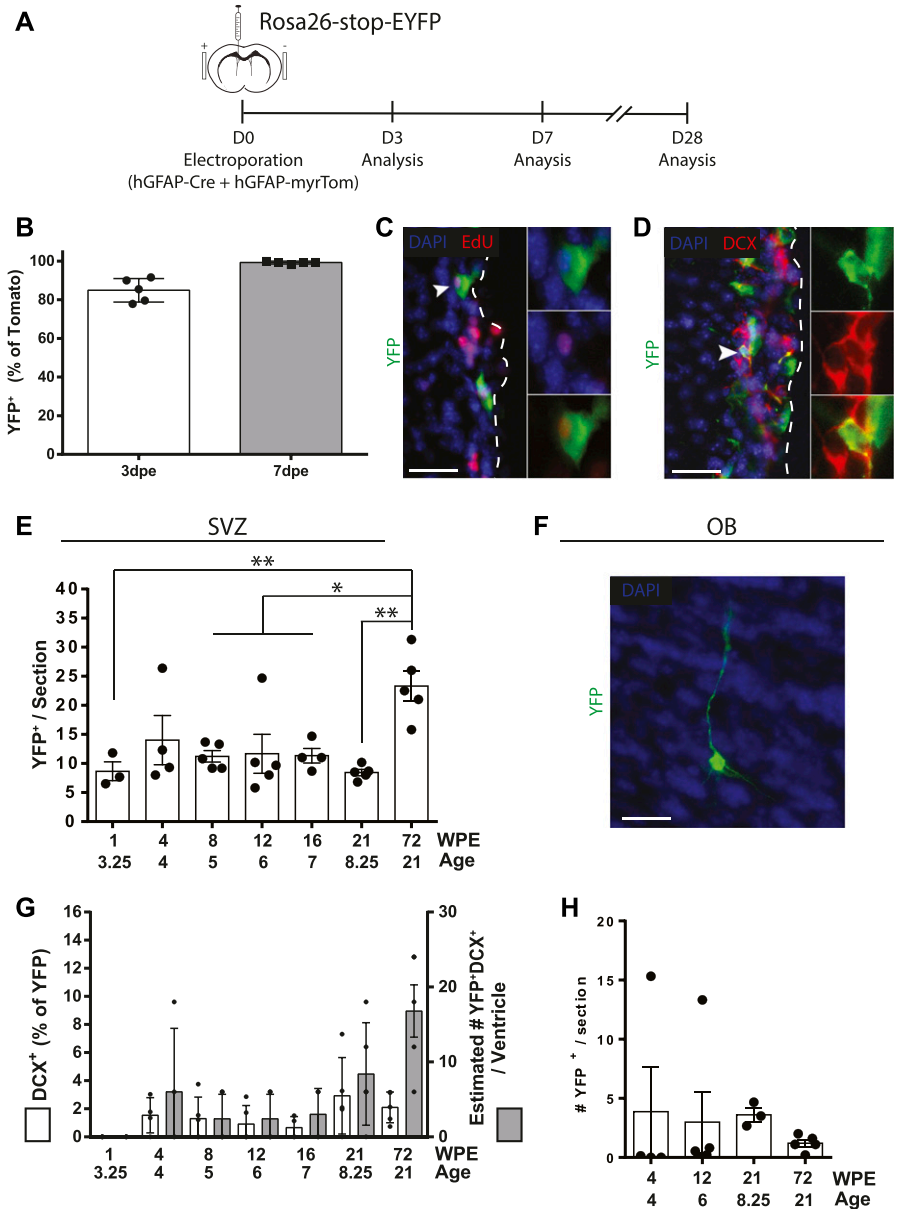 A
Rosa26-stop-EYFP
+ -
D0 D3 D7 D28
Electroporation Analysis Anaysis Anaysis
(hGFAP-Cre + hGFAP-myrTom)
B
YFP+ (% of Tomato)
100
80
60
40
20
0
3dpe 7dpe
C
DAPI EdU
YFP
D
DAPI DCX
YFP
E
SVZ
**
*
**
YFP+ / Section
40
35
30
25
20
15
10
5
0
1 4 8 12 16 21 72 WPE
3.25 4 5 6 7 8.25 21 Age
F
OB
DAPI
YFP
G
DCX+ (% of YFP)
16
14
12
10
8
6
4
2
0
30
20
10
0
Estimated # YFP+DCX+
/ Ventricle
1 4 8 12 16 21 72 WPE
3.25 4 5 6 7 8.25 21 Age
H
# YFP + / section
20
15
10
5
0
4 12 21 72 WPE
4 6 8.25 21 Age